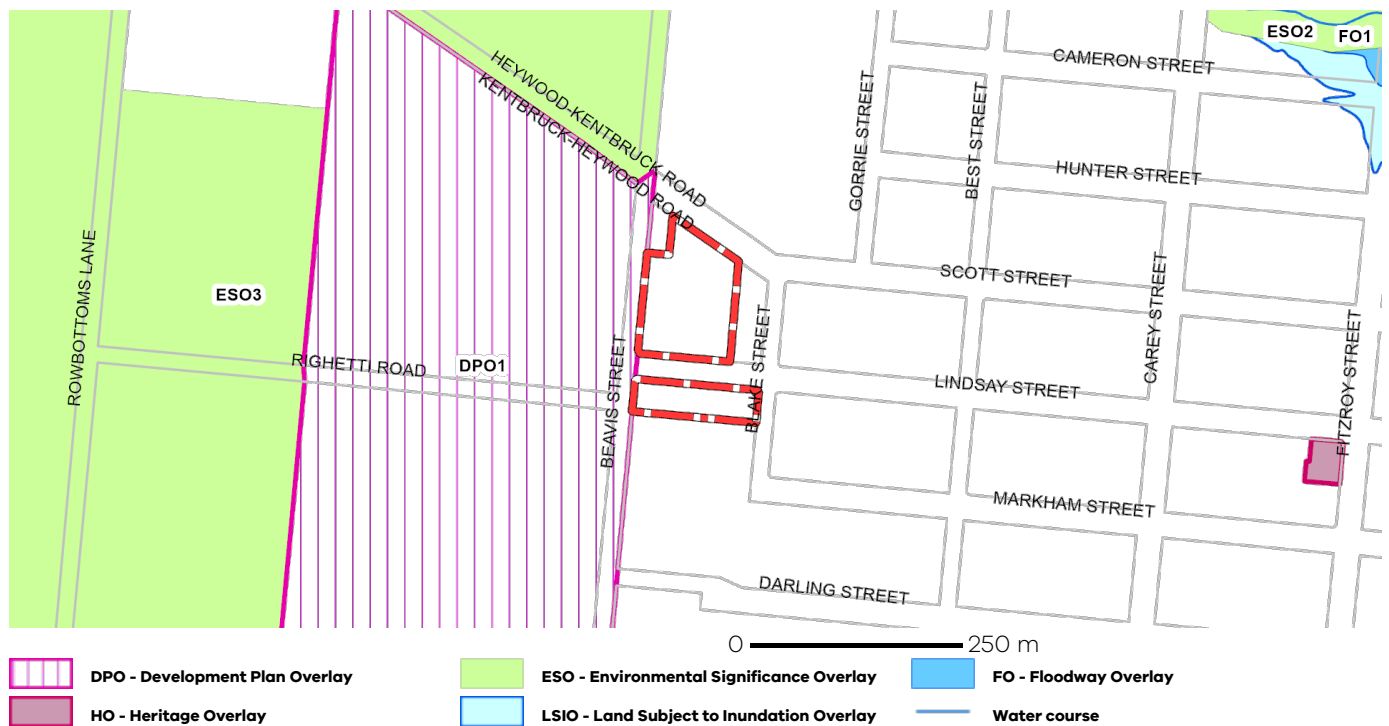 ESO2
FO1
CAMERON STREET
HEYWOOD-KENTBRUCK ROAD
KENTBRUCK-HEYWOOD ROAD
GORRIE STREET
BEST STREET
HUNTER STREET
ROWBOTTOMS LANE
ESO3
SCOTT STREET
CAREY STREET
RIGHETTI ROAD
DPO1
BEAVIS STREET
BLAKE STREET
LINDSAY STREET
FITZROY STREET
MARKHAM STREET
DARLING STREET
0 250 m
DPO - Development Plan Overlay
ESO - Environmental Significance Overlay
FO - Floodway Overlay
HO - Heritage Overlay
LSIO - Land Subject to Inundation Overlay
Water course